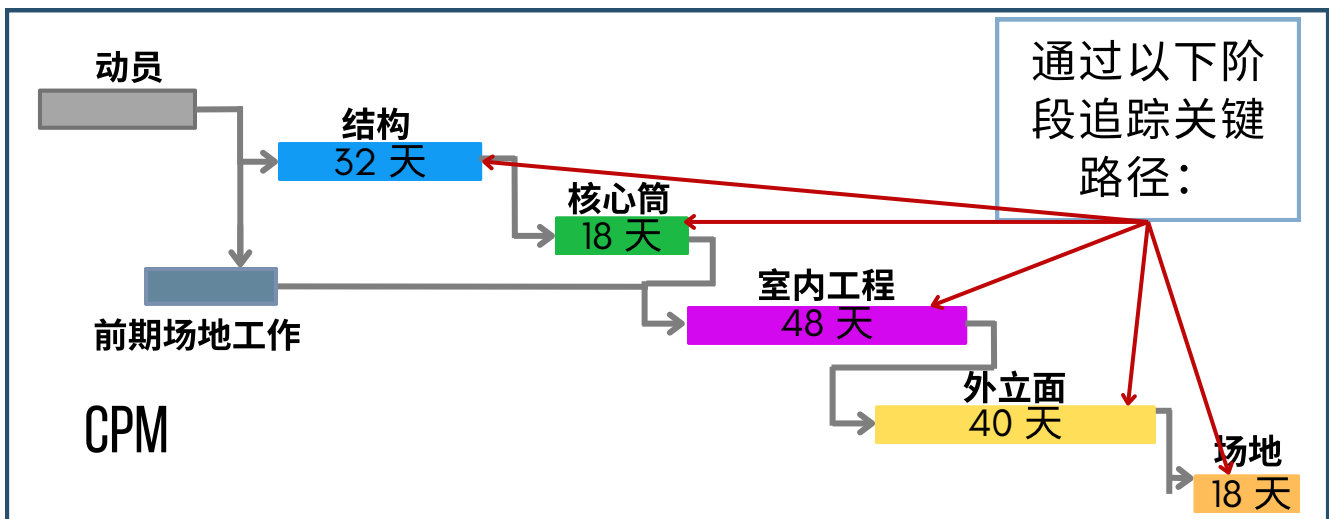 动员
通过以下阶
段追踪关键
路径：
结构
32 天
核心筒
18 天
室内工程
48 天
前期场地工作
外立面
40 天
CPM
场地
18 天